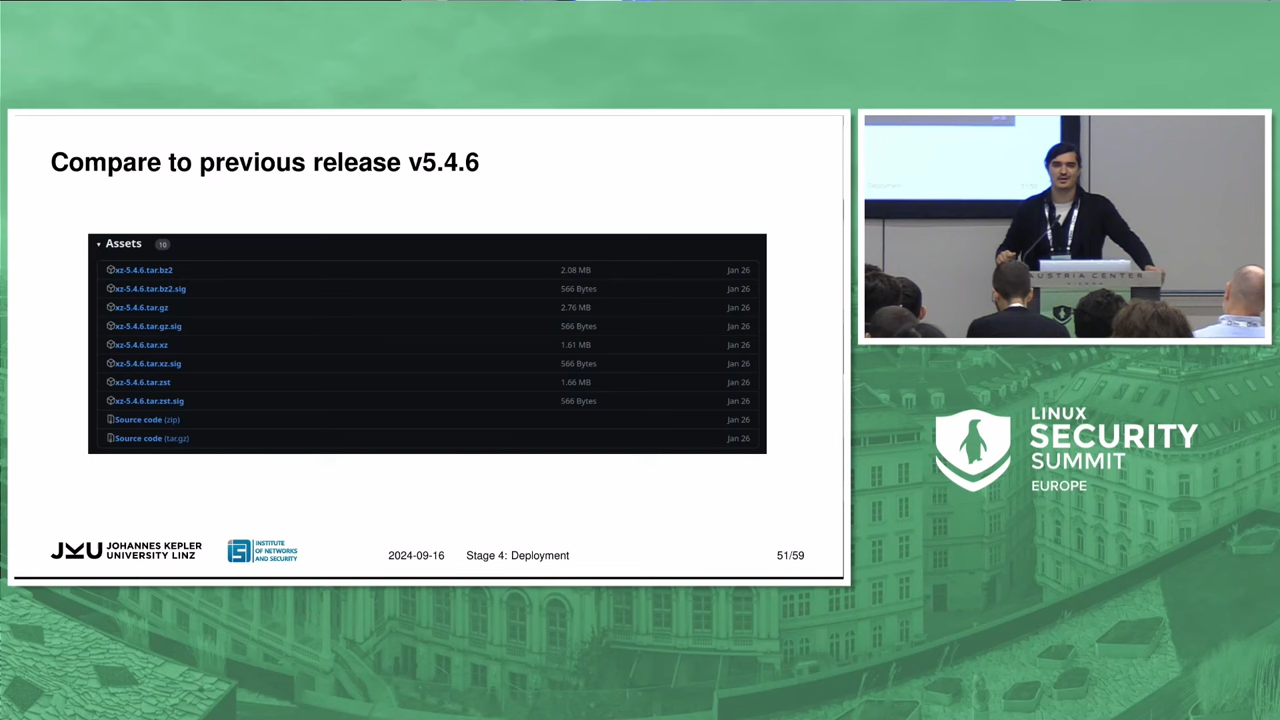 Compare to previous release v5.4.6
Assets 10
xz-5.4.6.tar.bz2 2.08 MB Jan 26
xz-5.4.6.tar.bz2.sig 566 Bytes Jan 26
xz-5.4.6.tar.gz 2.76 MB Jan 26
xz-5.4.6.tar.gz.sig 566 Bytes Jan 26
xz-5.4.6.tar.xz 1.61 MB Jan 26
xz-5.4.6.tar.xz.sig 566 Bytes Jan 26
xz-5.4.6.tar.zst 1.66 MB Jan 26
xz-5.4.6.tar.zst.sig 566 Bytes Jan 26
Source code (zip) Jan 26
Source code (tar.gz) Jan 26
JKU JOHANNES KEPLER
UNIVERSITY LINZ
INSTITUTE
OF NETWORKS
AND SECURITY
2024-09-16 Stage 4: Deployment 51/59
AUSTRIA CENTER
LINUX
SECURITY
SUMMIT
EUROPE